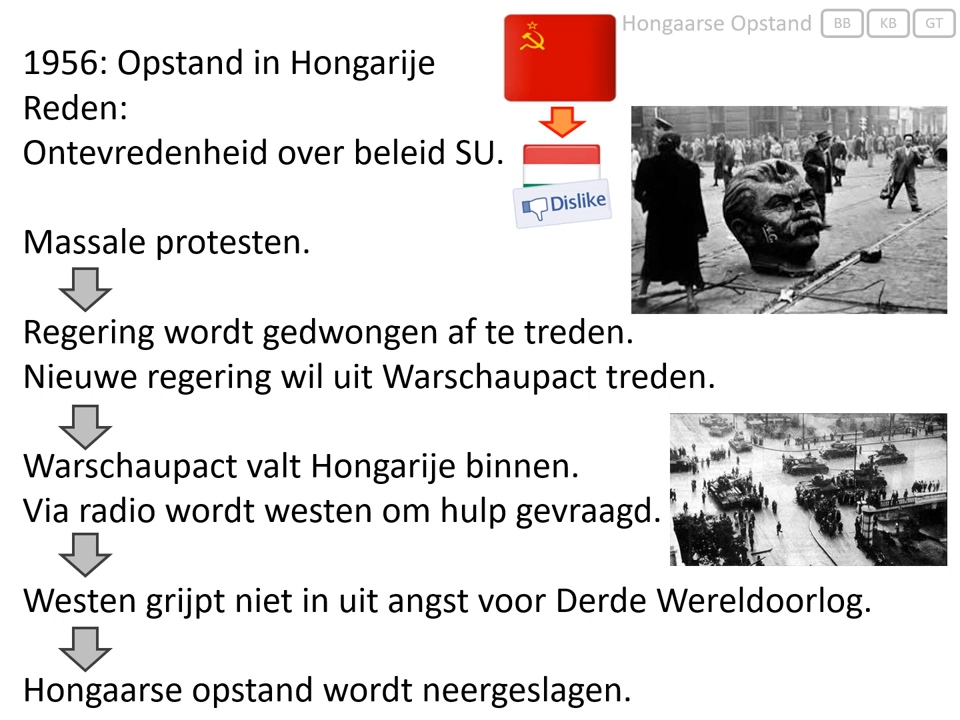 Hongaarse Opstand BB KB GT
1956: Opstand in Hongarije
Reden:
Ontevredenheid over beleid SU.
Dislike
Massale protesten.
Regering wordt gedwongen af te treden.
Nieuwe regering wil uit Warschaupact treden.
Warschaupact valt Hongarije binnen.
Via radio wordt westen om hulp gevraagd.
Westen grijpt niet in uit angst voor Derde Wereldoorlog.
Hongaarse opstand wordt neergeslagen.